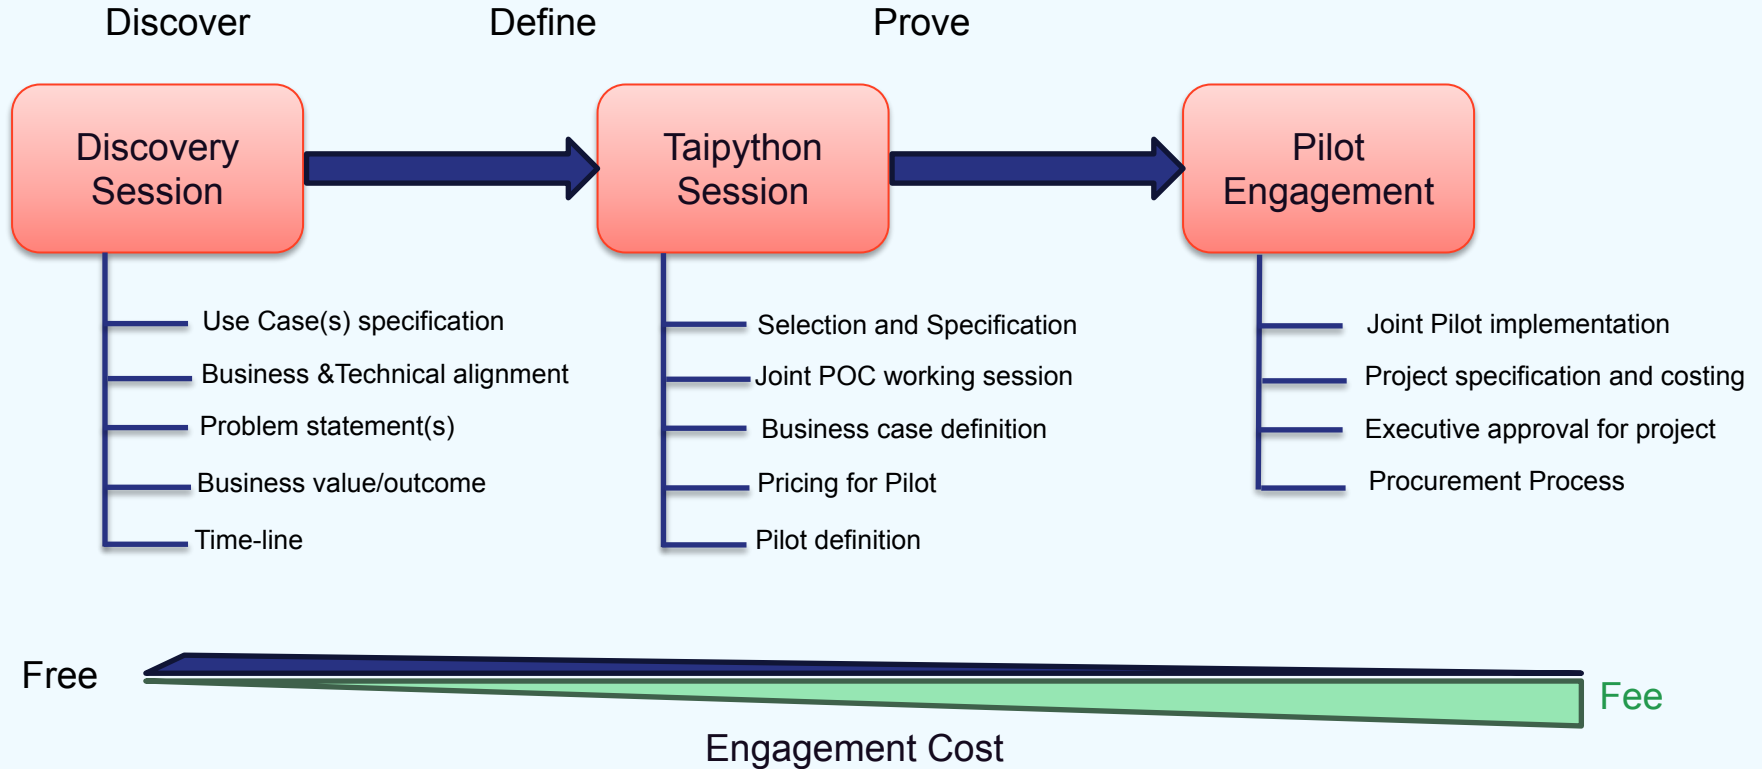 Discover
Define
Prove
Discovery
Session
Taipython
Session
Pilot
Engagement
Use Case(s) specification
Business &Technical alignment
Problem statement(s)
Business value/outcome
Time-line
Selection and Specification
Joint POC working session
Business case definition
Pricing for Pilot
Pilot definition
Joint Pilot implementation
Project specification and costing
Executive approval for project
Procurement Process
Free
Fee
Engagement Cost